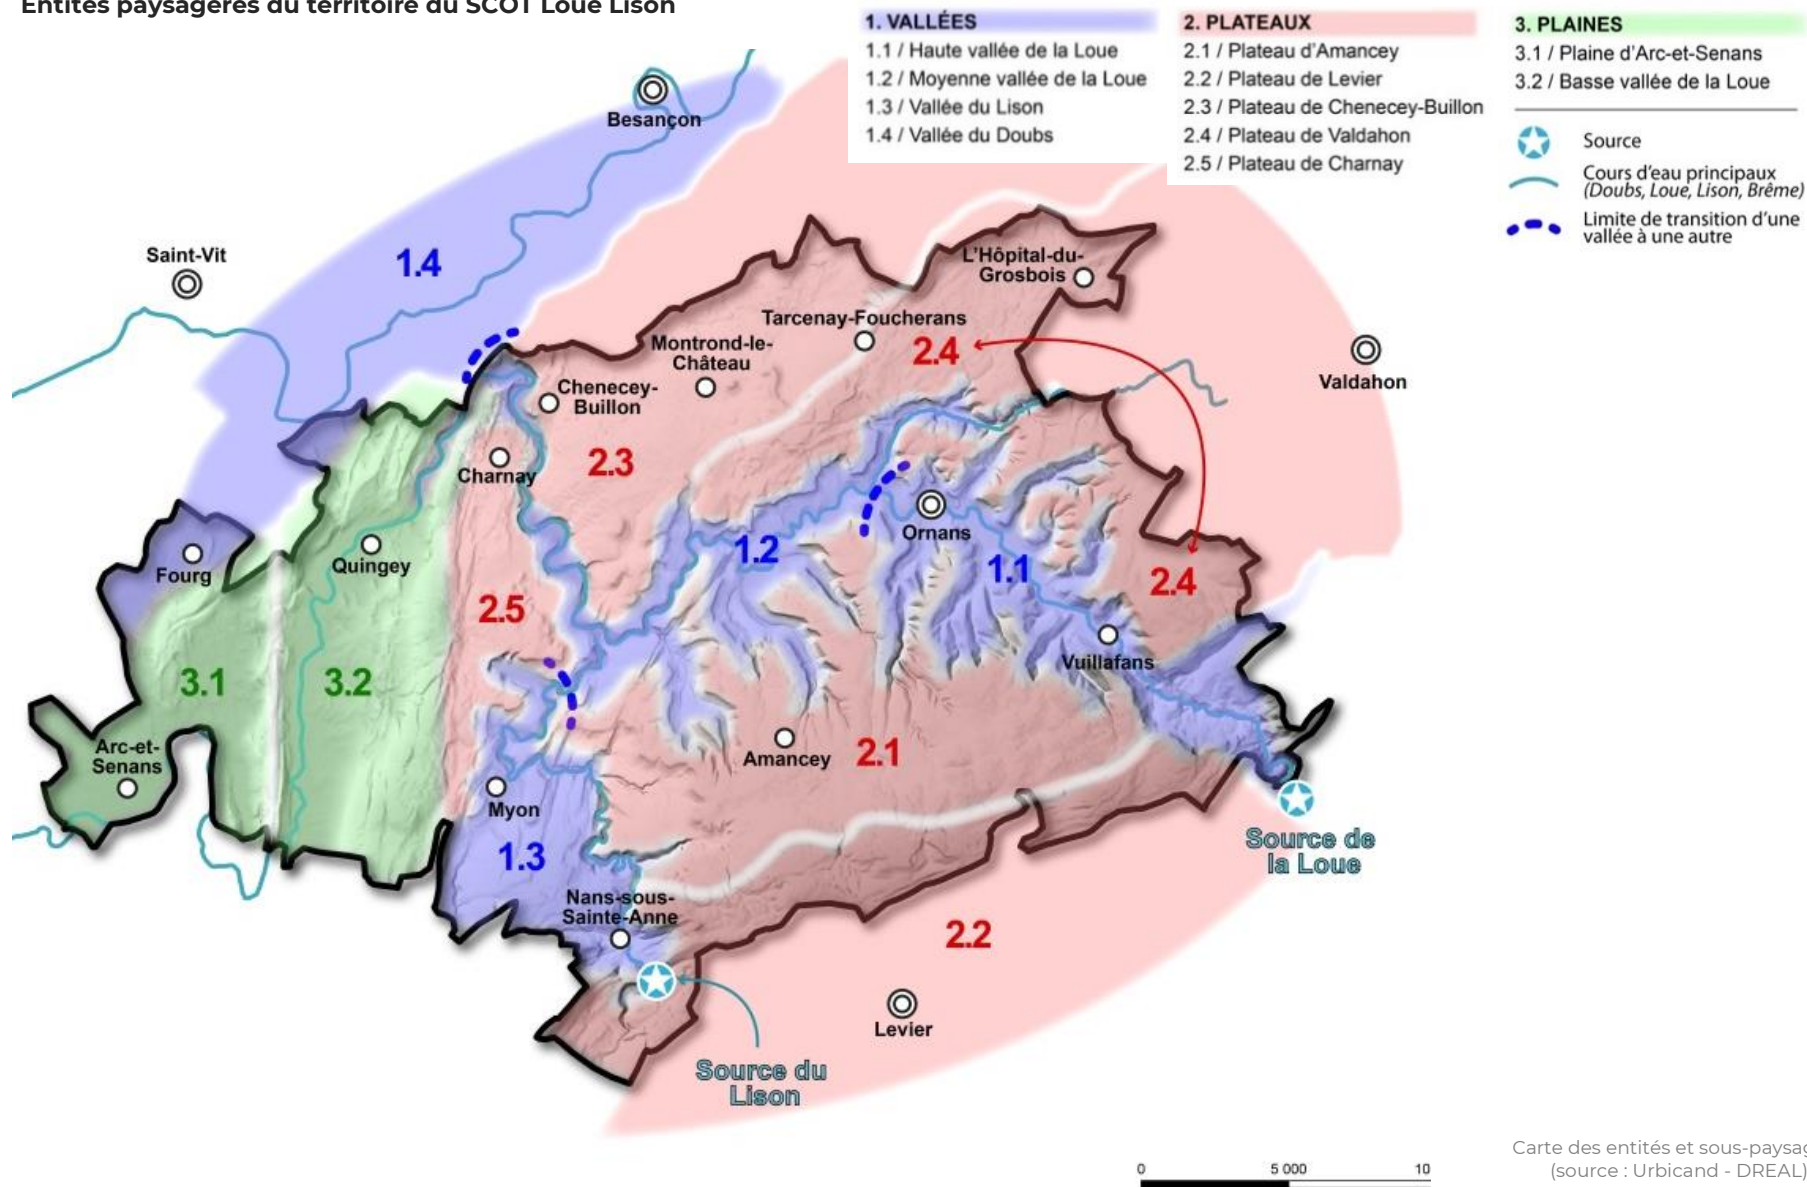 Entités paysagères du territoire du SCOT Loue Lison
1. VALLÉES
1.1 / Haute vallée de la Loue
1.2 / Moyenne vallée de la Loue
1.3 / Vallée du Lison
1.4 / Vallée du Doubs
2. PLATEAUX
2.1 / Plateau d'Amancey
2.2 / Plateau de Levier
2.3 / Plateau de Chenecey-Buillon
2.4 / Plateau de Valdahon
2.5 / Plateau de Charnay
3. PLAINES
3.1 / Plaine d'Arc-et-Senans
3.2 / Basse vallée de la Loue
Source
Cours d'eau principaux
(Doubs, Loue, Lison, Brême)
Limite de transition d'une
vallée à une autre
Besançon
Saint-Vit
1.4
L'Hôpital-du-
Grosbois
Tarcenay-Foucherans
2.4
Montrond-le-
Château
Valdahon
Chenecey-
Buillon
Charnay
2.3
Ornans
1.2
1.1
2.4
Fourg
Quingey
2.5
Vuillafans
3.1
3.2
Arc-et-
Senans
Amancey
2.1
Myon
1.3
Source de
la Loue
Nans-sous-
Sainte-Anne
2.2
Levier
Source du
Lison
0
5 000
10
Carte des entités et sous-paysag
(source : Urbicand - DREAL)